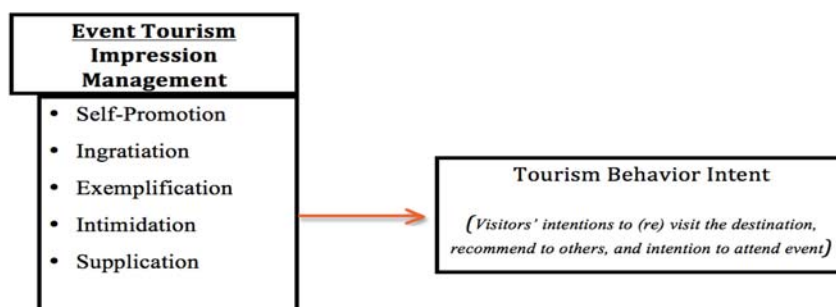 Event Tourism
Impression
Management
• Self-Promotion
• Ingratiation
• Exemplification
• Intimidation
• Supplication
Tourism Behavior Intent
(Visitors' intentions to (re) visit the destination,
recommend to others, and intention to attend event)